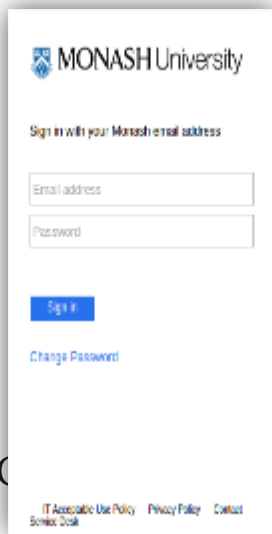 MONASH University
Sign in with your Monash email address
Email address
Password
Sign in
Change Password
IT Acceptable Use Policy Privacy Policy Contact
Service Desk